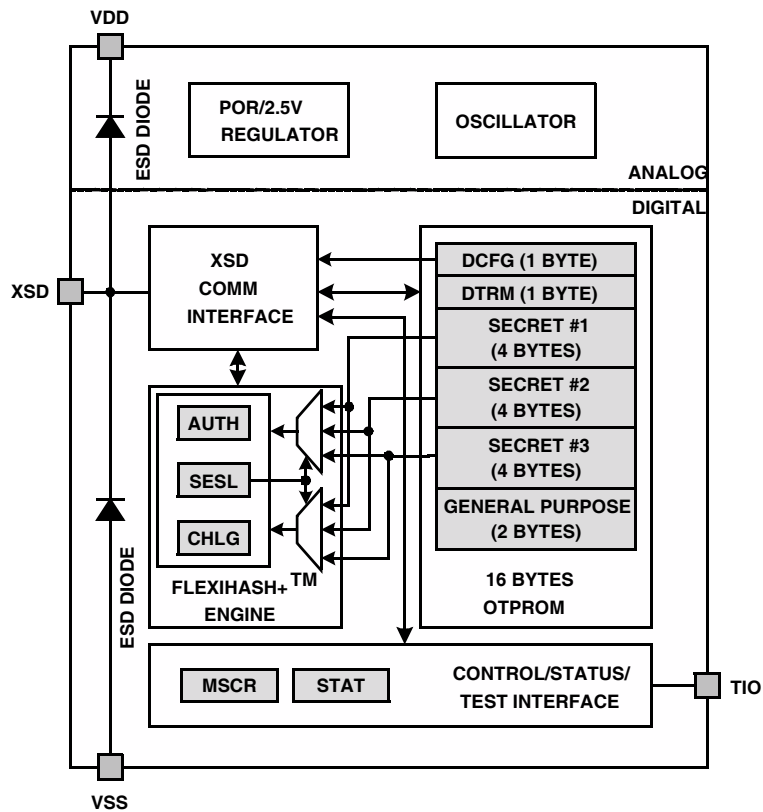 VDD
ESD DIODE
POR/2.5V
REGULATOR
OSCILLATOR
ANALOG
DIGITAL
XSD
XSD
COMM
INTERFACE
DCFG (1 BYTE)
DTRM (1 BYTE)
SECRET #1
(4 BYTES)
SECRET #2
(4 BYTES)
SECRET #3
(4 BYTES)
GENERAL PURPOSE
(2 BYTES)
16 BYTES
OTPROM
AUTH
SESL
CHLG
FLEXIHASH+™
ENGINE
ESD DIODE
MSCR
STAT
CONTROL/STATUS/
TEST INTERFACE
TIO
VSS